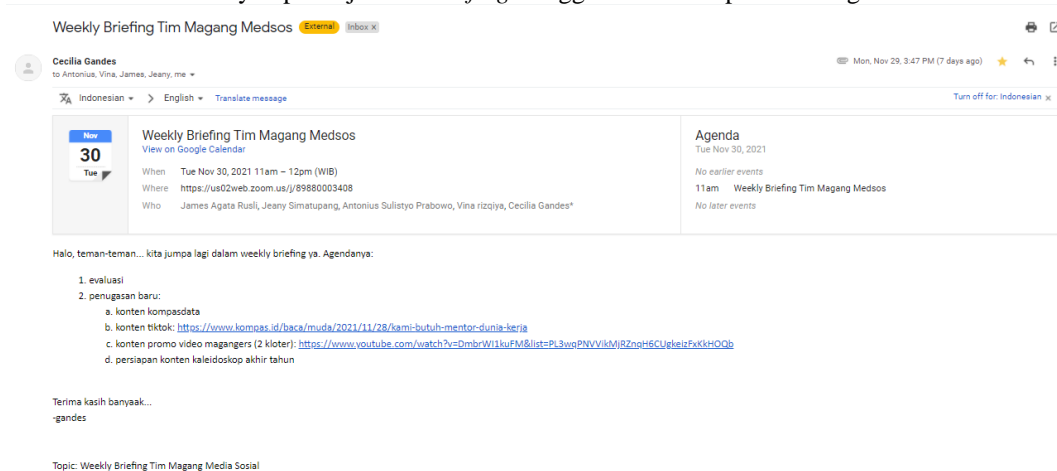 Weekly Briefing Tim Magang Medsos External Inbox x
Cecilia Gandes
Mon, Nov 29, 3:47 PM (7 days ago)
to Antonius, Vina, James, Jeany, me
Indonesian > English Translate message Turn off for: Indonesian x
Nov
30
Tue
Weekly Briefing Tim Magang Medsos
View on Google Calendar
When Tue Nov 30, 2021 11am – 12pm (WIB)
Where https://us02web.zoom.us/j/89880003408
Who James Agata Rusli, Jeany Simatupang, Antonius Sulistyo Prabowo, Vina rizqiya, Cecilia Gandes*
Agenda
Tue Nov 30, 2021
No earlier events
11am Weekly Briefing Tim Magang Medsos
No later events
Halo, teman-teman... kita jumpa lagi dalam weekly briefing ya. Agendanya:
1. evaluasi
2. penugasan baru:
a. konten kompasdata
b. konten tiktok: https://www.kompas.id/baca/muda/2021/11/28/kami-butuh-mentor-dunia-kerja
c. konten promo video magangers (2 kloter): https://www.youtube.com/watch?v=DmbrWI1kuFM&list=PL3wqPNVVikMjRZnqH6CUgkeizFxKkHOQb
d. persiapan konten kaleidoskop akhir tahun
Terima kasih banyaak...
-gandes
Topic: Weekly Briefing Tim Magang Media Sosial